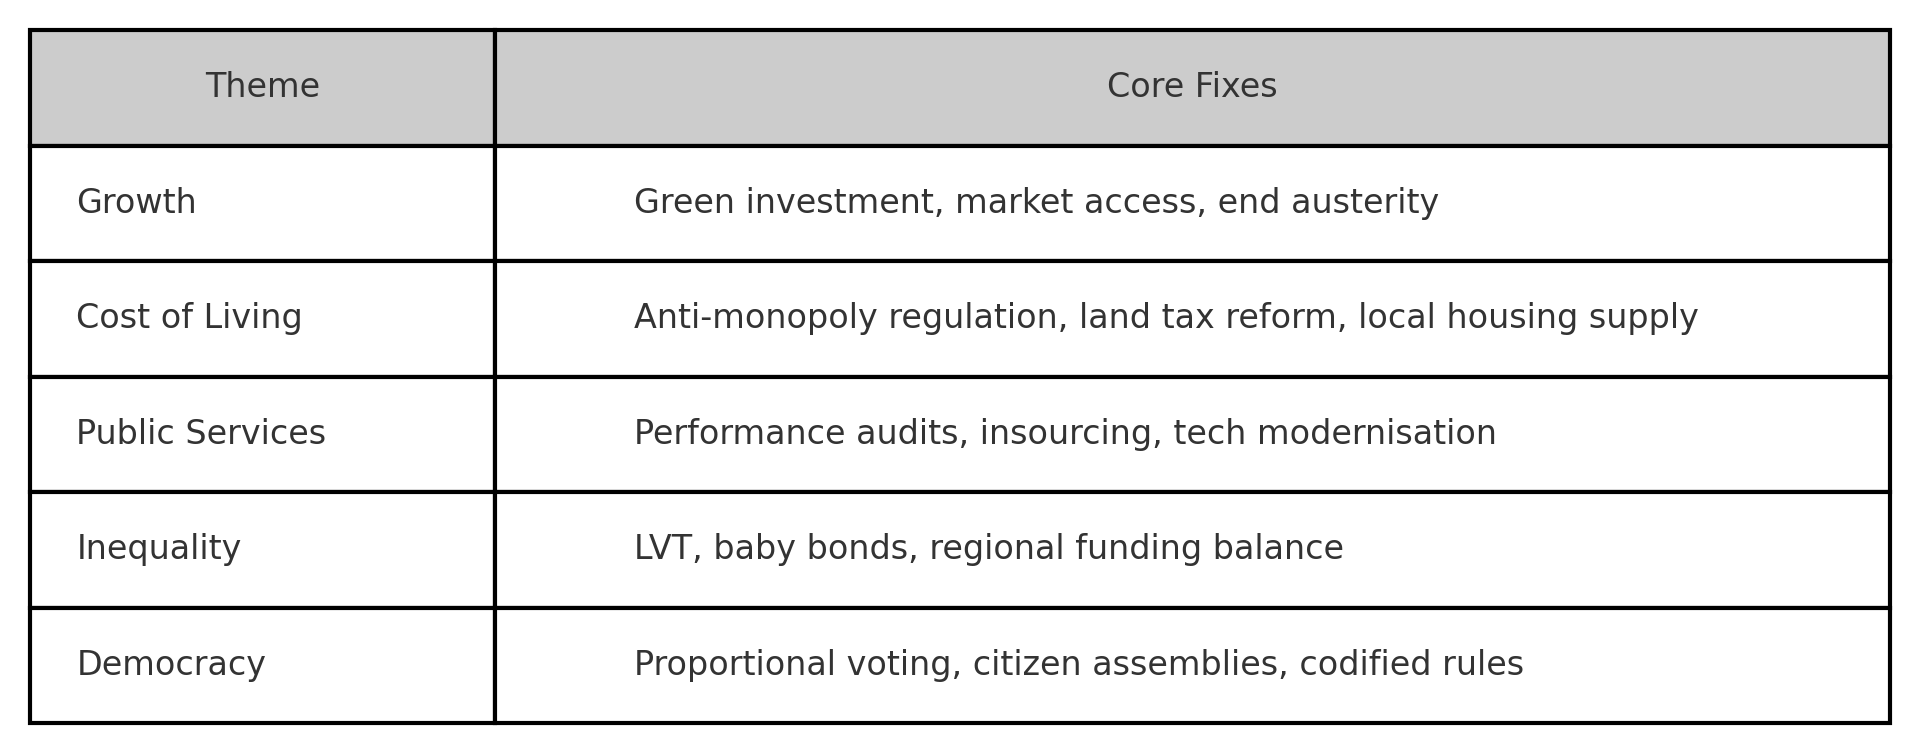 Theme Core Fixes
Growth Green investment, market access, end austerity
Cost of Living Anti-monopoly regulation, land tax reform, local housing supply
Public Services Performance audits, insourcing, tech modernisation
Inequality LVT, baby bonds, regional funding balance
Democracy Proportional voting, citizen assemblies, codified rules